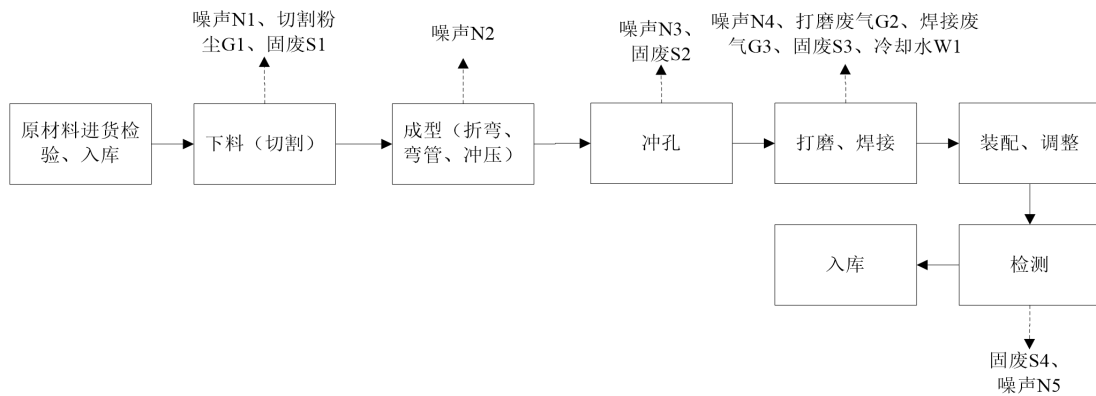 噪声N1、切割粉
尘G1、固废S1
噪声N2
噪声N3、
固废S2
噪声N4、打磨废气G2、焊接废
气G3、固废S3、冷却水W1
原材料进货检
验、入库
下料（切割）
成型（折弯、
弯管、冲压）
冲孔
打磨、焊接
装配、调整
入库
检测
固废S4、
噪声N5